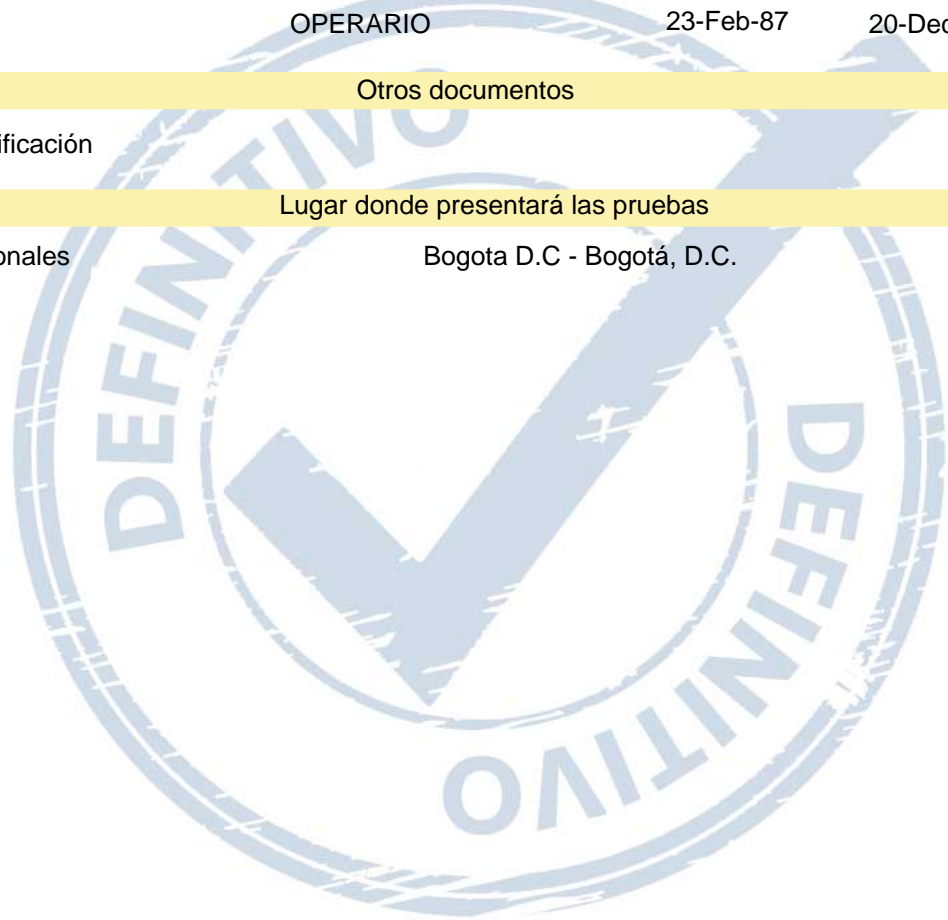 OPERARIO 23-Feb-87 20-Dec
Otros documentos
ificación
Lugar donde presentará las pruebas
onales Bogota D.C - Bogotá, D.C.
DEFINITIVO
DEFINITIVO